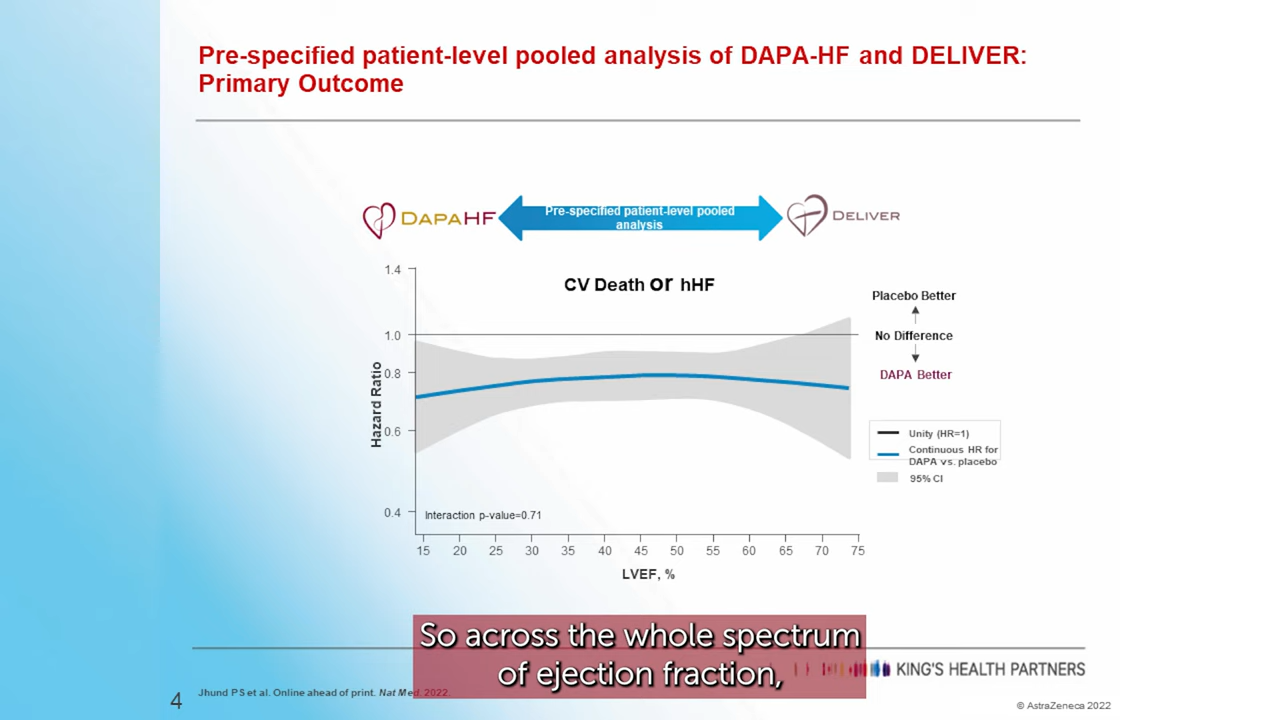 Pre-specified patient-level pooled analysis of DAPA-HF and DELIVER:
Primary Outcome
DAPAHF
Pre-specified patient-level pooled
analysis
DELIVER
CV Death or hHF
Hazard Ratio
1.4
1.0
0.8
0.6
0.4
Interaction p-value=0.71
15 20 25 30 35 40 45 50 55 60 65 70 75
LVEF, %
Placebo Better
No Difference
DAPA Better
Unity (HR=1)
Continuous HR for
DAPA vs. placebo
95% CI
So across the whole spectrum
of ejection fraction,
KING'S HEALTH PARTNERS
4
Jhund PS et al. Online ahead of print. Nat Med. 2022.
© AstraZeneca 2022